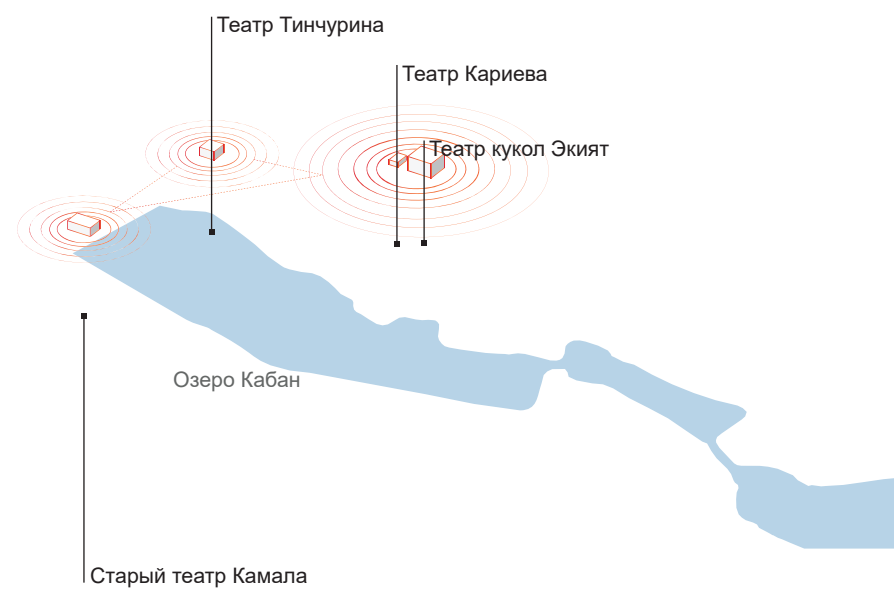 Театр Тинчурина
Театр Кариева
Театр кукол Экият
Озеро Кабан
Старый театр Камала